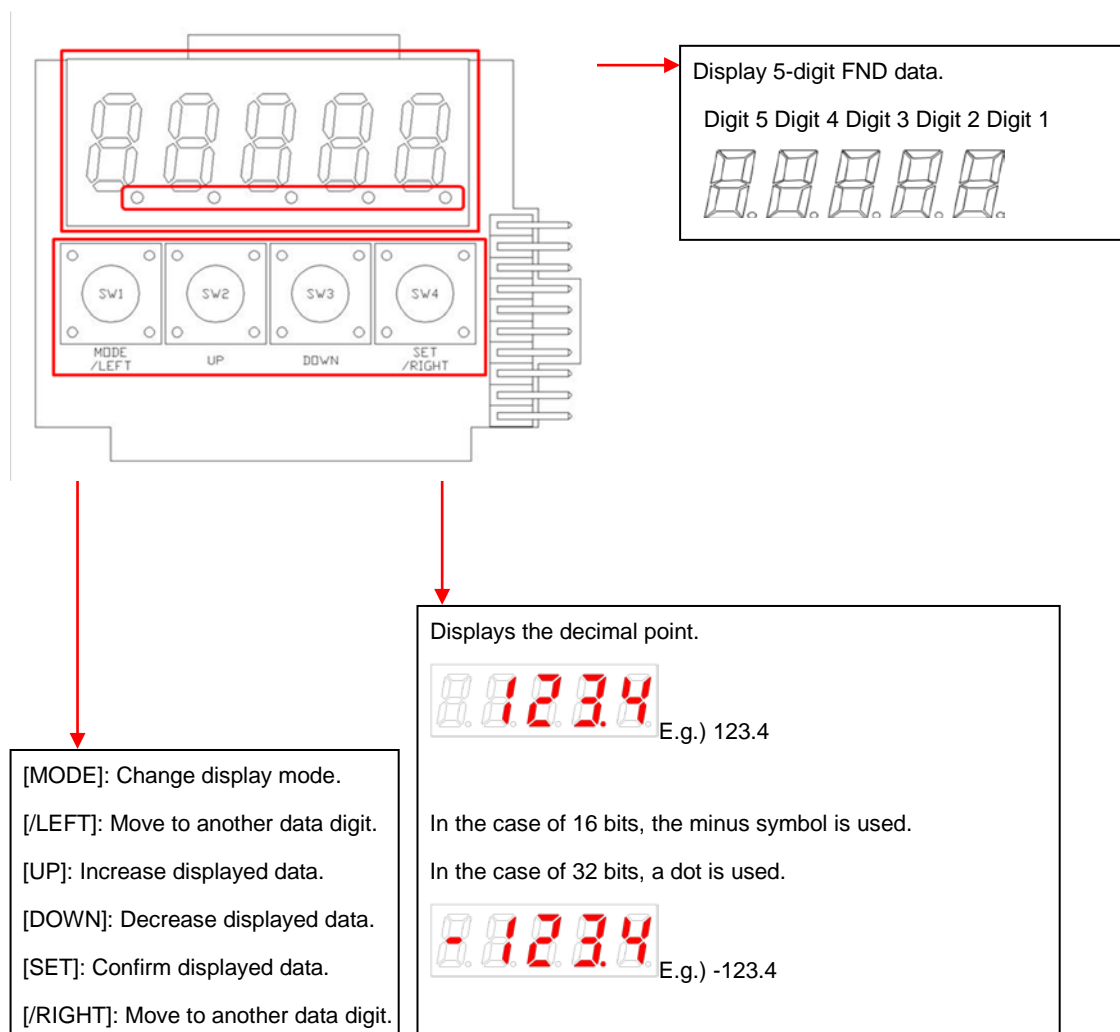 Display 5-digit FND data.
Digit 5 Digit 4 Digit 3 Digit 2 Digit 1
SW1 SW2 SW3 SW4
MODE
/LEFT
UP
DOWN
SET
/RIGHT
[MODE]: Change display mode.
[/LEFT]: Move to another data digit.
[UP]: Increase displayed data.
[DOWN]: Decrease displayed data.
[SET]: Confirm displayed data.
[/RIGHT]: Move to another data digit.
Displays the decimal point.
123.4 E.g.) 123.4
In the case of 16 bits, the minus symbol is used.
In the case of 32 bits, a dot is used.
-123.4 E.g.) -123.4